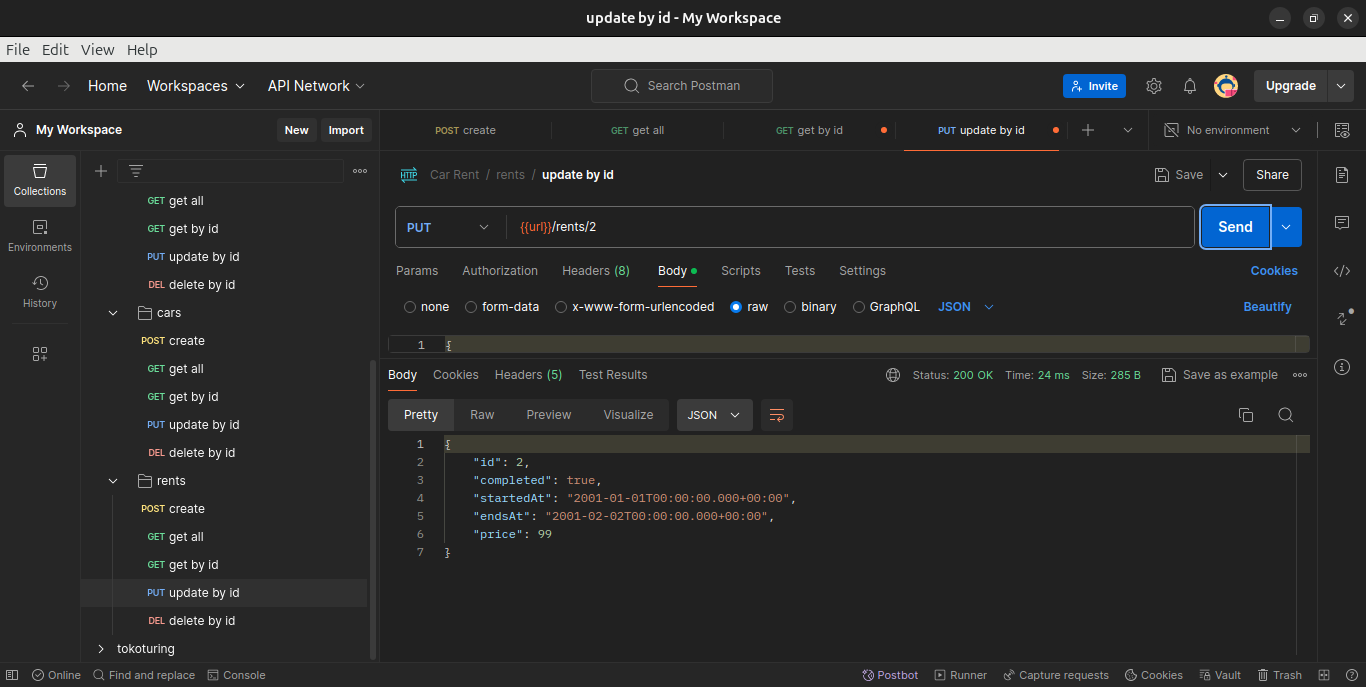 update by id - My Workspace
File Edit View Help
Home Workspaces API Network Search Postman Invite Upgrade
My Workspace New Import
POST create GET get all GET get by id PUT update by id No environment
Collections
Environments
History
GET get all
GET get by id
PUT update by id
DEL delete by id
cars
POST create
GET get all
GET get by id
PUT update by id
DEL delete by id
rents
POST create
GET get all
GET get by id
PUT update by id
DEL delete by id
tokoturing
HTTP Car Rent / rents / update by id Save Share
PUT {{url}}/rents/2 Send
Params Authorization Headers (8) Body Scripts Tests Settings Cookies
none form-data x-www-form-urlencoded raw binary GraphQL JSON Beautify
1 {
Body Cookies Headers (5) Test Results Status: 200 OK Time: 24 ms Size: 285 B Save as example
Pretty Raw Preview Visualize JSON
1 {
2 "id": 2,
3 "completed": true,
4 "startedAt": "2001-01-01T00:00:00.000+00:00",
5 "endsAt": "2001-02-02T00:00:00.000+00:00",
6 "price": 99
7 }
Online Find and replace Console Postbot Runner Capture requests Cookies Vault Trash